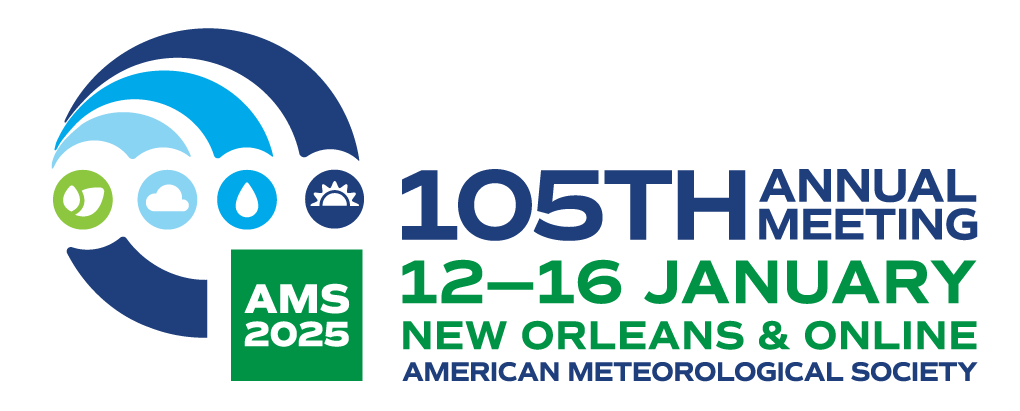 AMS
2025
105TH ANNUAL MEETING
12—16 JANUARY
NEW ORLEANS & ONLINE
AMERICAN METEOROLOGICAL SOCIETY